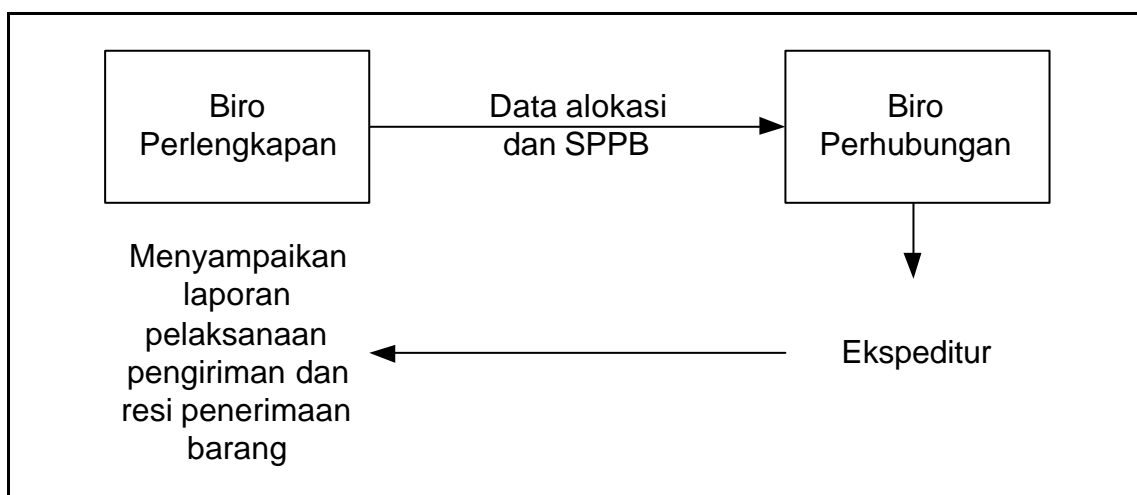 Biro
Perlengkapan
Data alokasi
dan SPPB
Biro
Perhubungan
Menyampaikan
laporan
pelaksanaan
pengiriman dan
resi penerimaan
barang
Ekspeditur